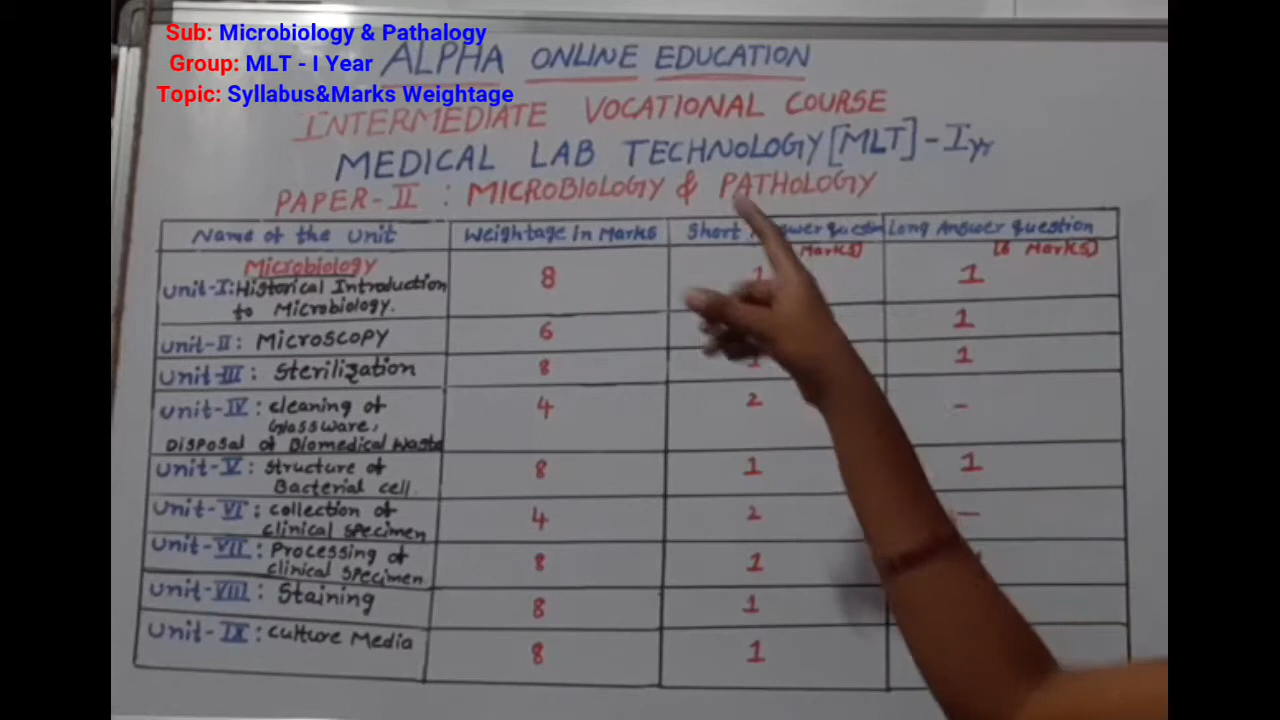 Sub: Microbiology & Pathalogy
Group: MLT - I Year
Topic: Syllabus&Marks Weightage
ALPHA ONLINE EDUCATION
INTERMEDIATE VOCATIONAL COURSE
MEDICAL LAB TECHNOLOGY [MLT] - I yr
PAPER-II : MICROBIOLOGY & PATHOLOGY
Name of the Unit Weightage In Marks Short Long Answer Question
Marks) (6 Marks)
Microbiology
Unit-I: Historical Introduction 8 1 1
to Microbiology.
Unit-II: Microscopy 6 1
Unit-III: Sterilization 8 1 1
Unit-IV: cleaning of 4 2 -
Glassware,
Disposal of Biomedical Waste
Unit-V: Structure of 8 1 1
Bacterial cell.
Unit-VI: collection of 4 2 -
clinical specimen
Unit-VII: Processing of 8 1
clinical specimen
Unit-VIII: Staining 8 1
Unit-IX: Culture Media 8 1